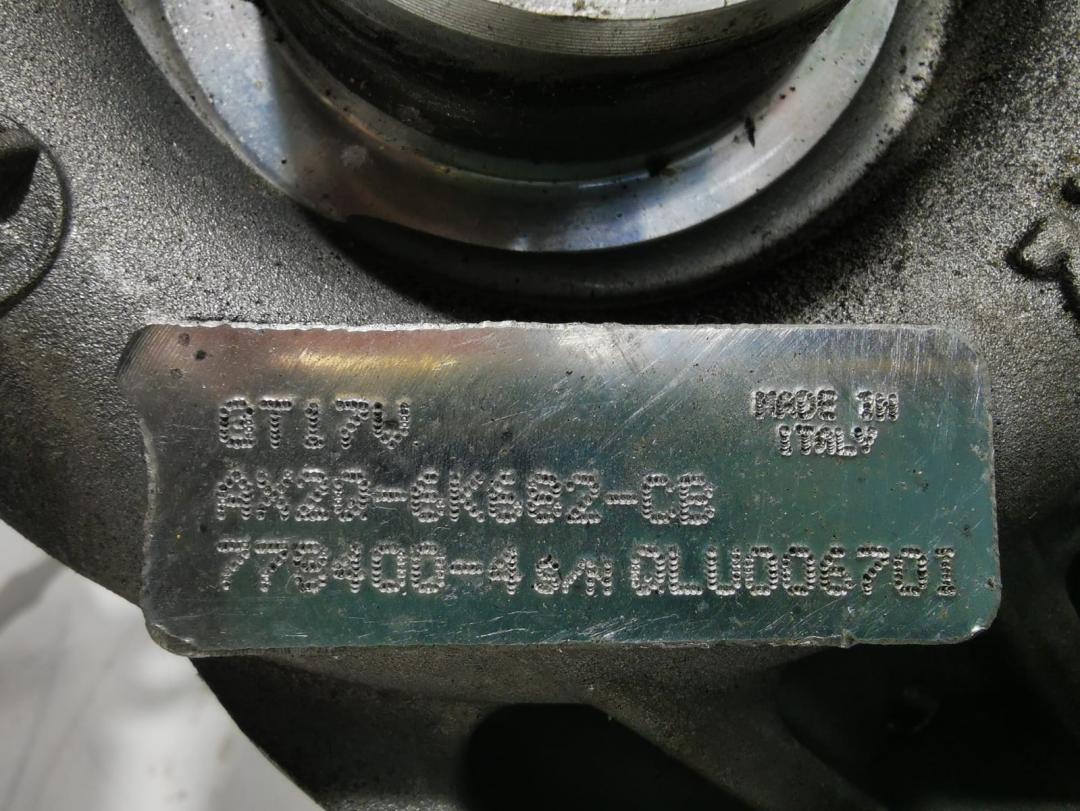 GT17V
MADE IN
ITALY
AX2Q-6K682-CB
778400-4 S/N QLU006701